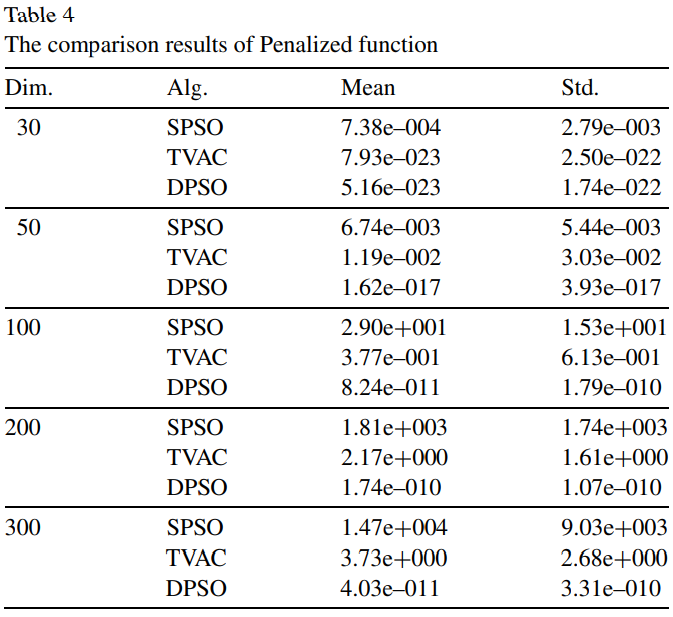 Table 4
The comparison results of Penalized function
Dim. Alg. Mean Std.
30 SPSO 7.38e–004 2.79e–003
TVAC 7.93e–023 2.50e–022
DPSO 5.16e–023 1.74e–022
50 SPSO 6.74e–003 5.44e–003
TVAC 1.19e–002 3.03e–002
DPSO 1.62e–017 3.93e–017
100 SPSO 2.90e+001 1.53e+001
TVAC 3.77e–001 6.13e–001
DPSO 8.24e–011 1.79e–010
200 SPSO 1.81e+003 1.74e+003
TVAC 2.17e+000 1.61e+000
DPSO 1.74e–010 1.07e–010
300 SPSO 1.47e+004 9.03e+003
TVAC 3.73e+000 2.68e+000
DPSO 4.03e–011 3.31e–010